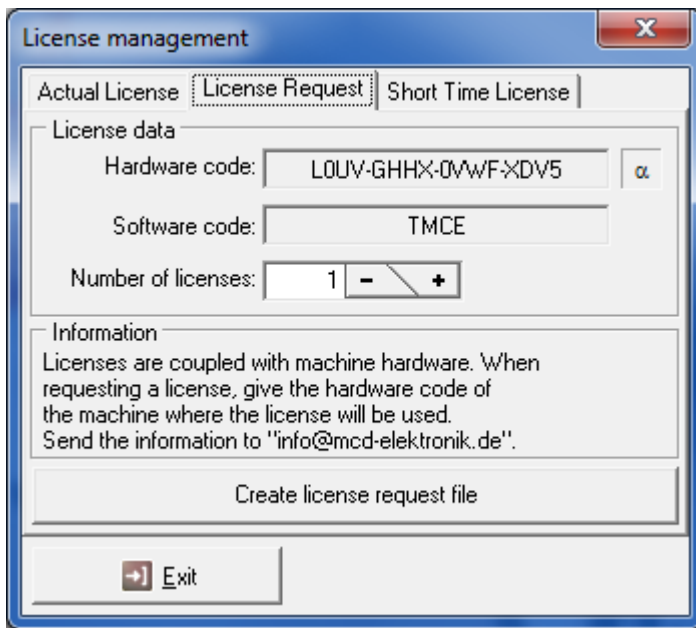 License management
Actual License License Request Short Time License
License data
Hardware code: L0UV-GHHX-0VWF-XDV5 α
Software code: TMCE
Number of licenses: 1 - +
Information
Licenses are coupled with machine hardware. When
requesting a license, give the hardware code of
the machine where the license will be used.
Send the information to "info@mcd-elektronik.de".
Create license request file
Exit